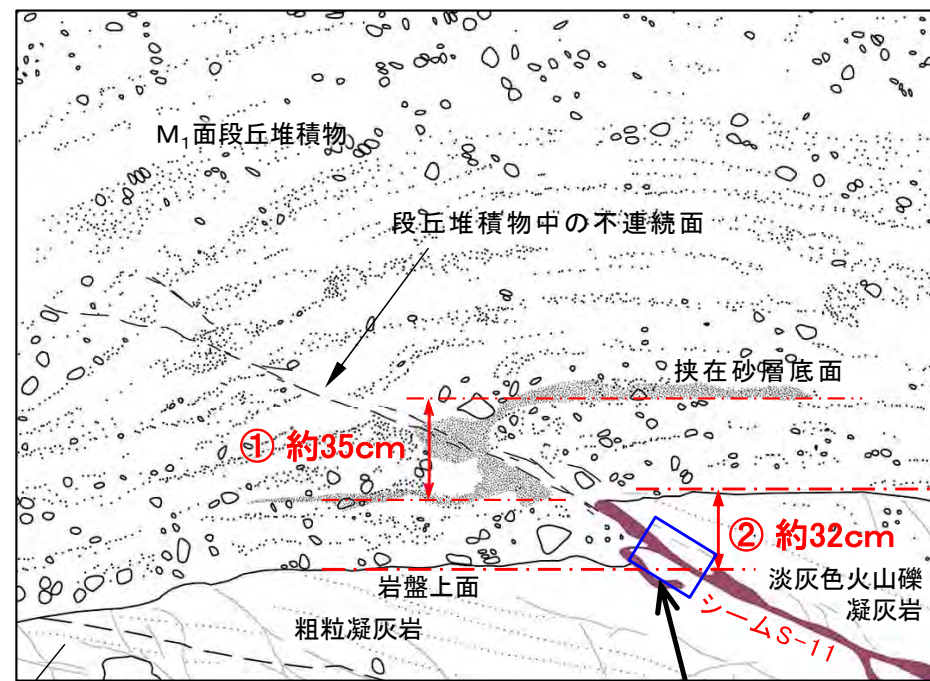 M₁面段丘堆積物
段丘堆積物中の不連続面
挟在砂層底面
① 約35cm
② 約32cm
岩盤上面
淡灰色火山礫
凝灰岩
粗粒凝灰岩
シームS-11